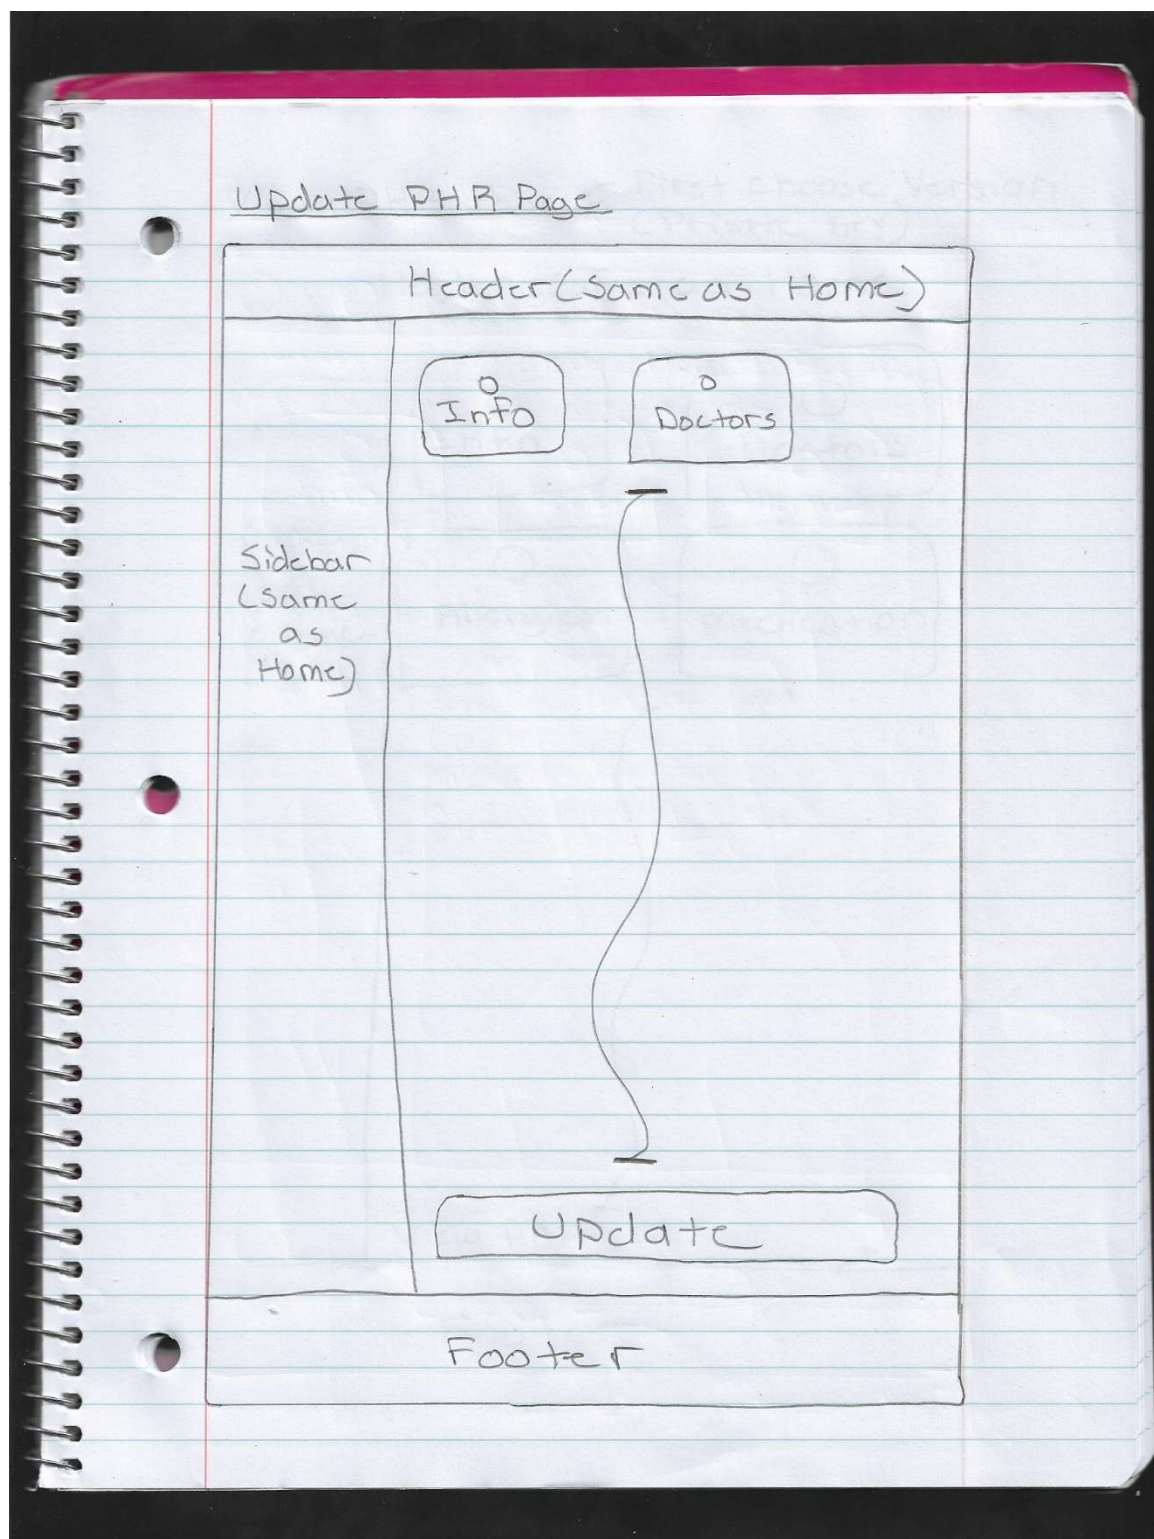 Update PHR Page
Header (Same as Home)
O
Info
O
Doctors
Sidebar
(Same
as
Home)
Update
Footer